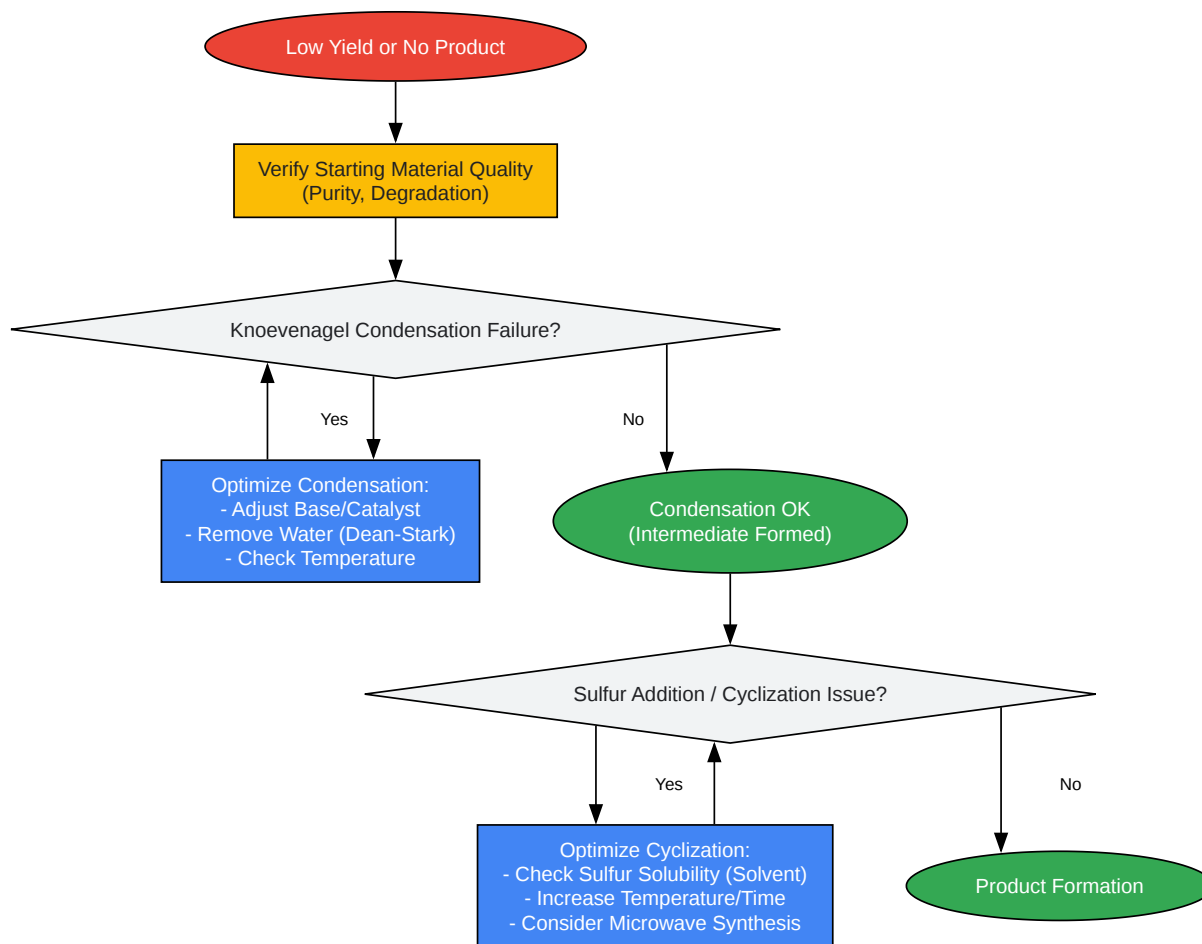 Low Yield or No Product
Verify Starting Material Quality
(Purity, Degradation)
Knoevenagel Condensation Failure?
Yes
No
Optimize Condensation:
- Adjust Base/Catalyst
- Remove Water (Dean-Stark)
- Check Temperature
Condensation OK
(Intermediate Formed)
Sulfur Addition / Cyclization Issue?
Yes
No
Optimize Cyclization:
- Check Sulfur Solubility (Solvent)
- Increase Temperature/Time
- Consider Microwave Synthesis
Product Formation